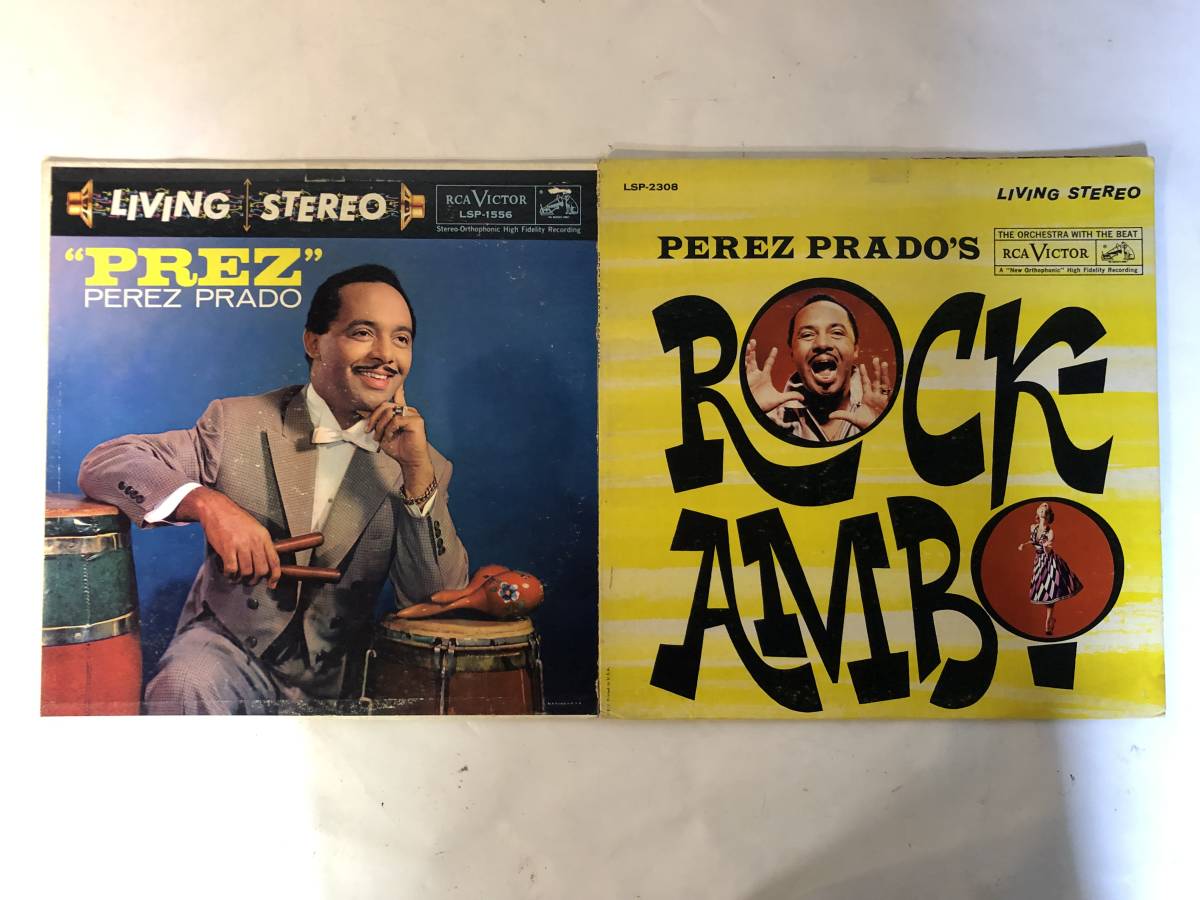 LIVING STEREO
RCA VICTOR
LSP-1556
Stereo-Orthophonic High Fidelity Recording
"PREZ"
PEREZ PRADO
LSP-2308
LIVING STEREO
PEREZ PRADO'S
THE ORCHESTRA WITH THE BEAT
RCA VICTOR
A "New Orthophonic" High Fidelity Recording
ROCK-
AMBO